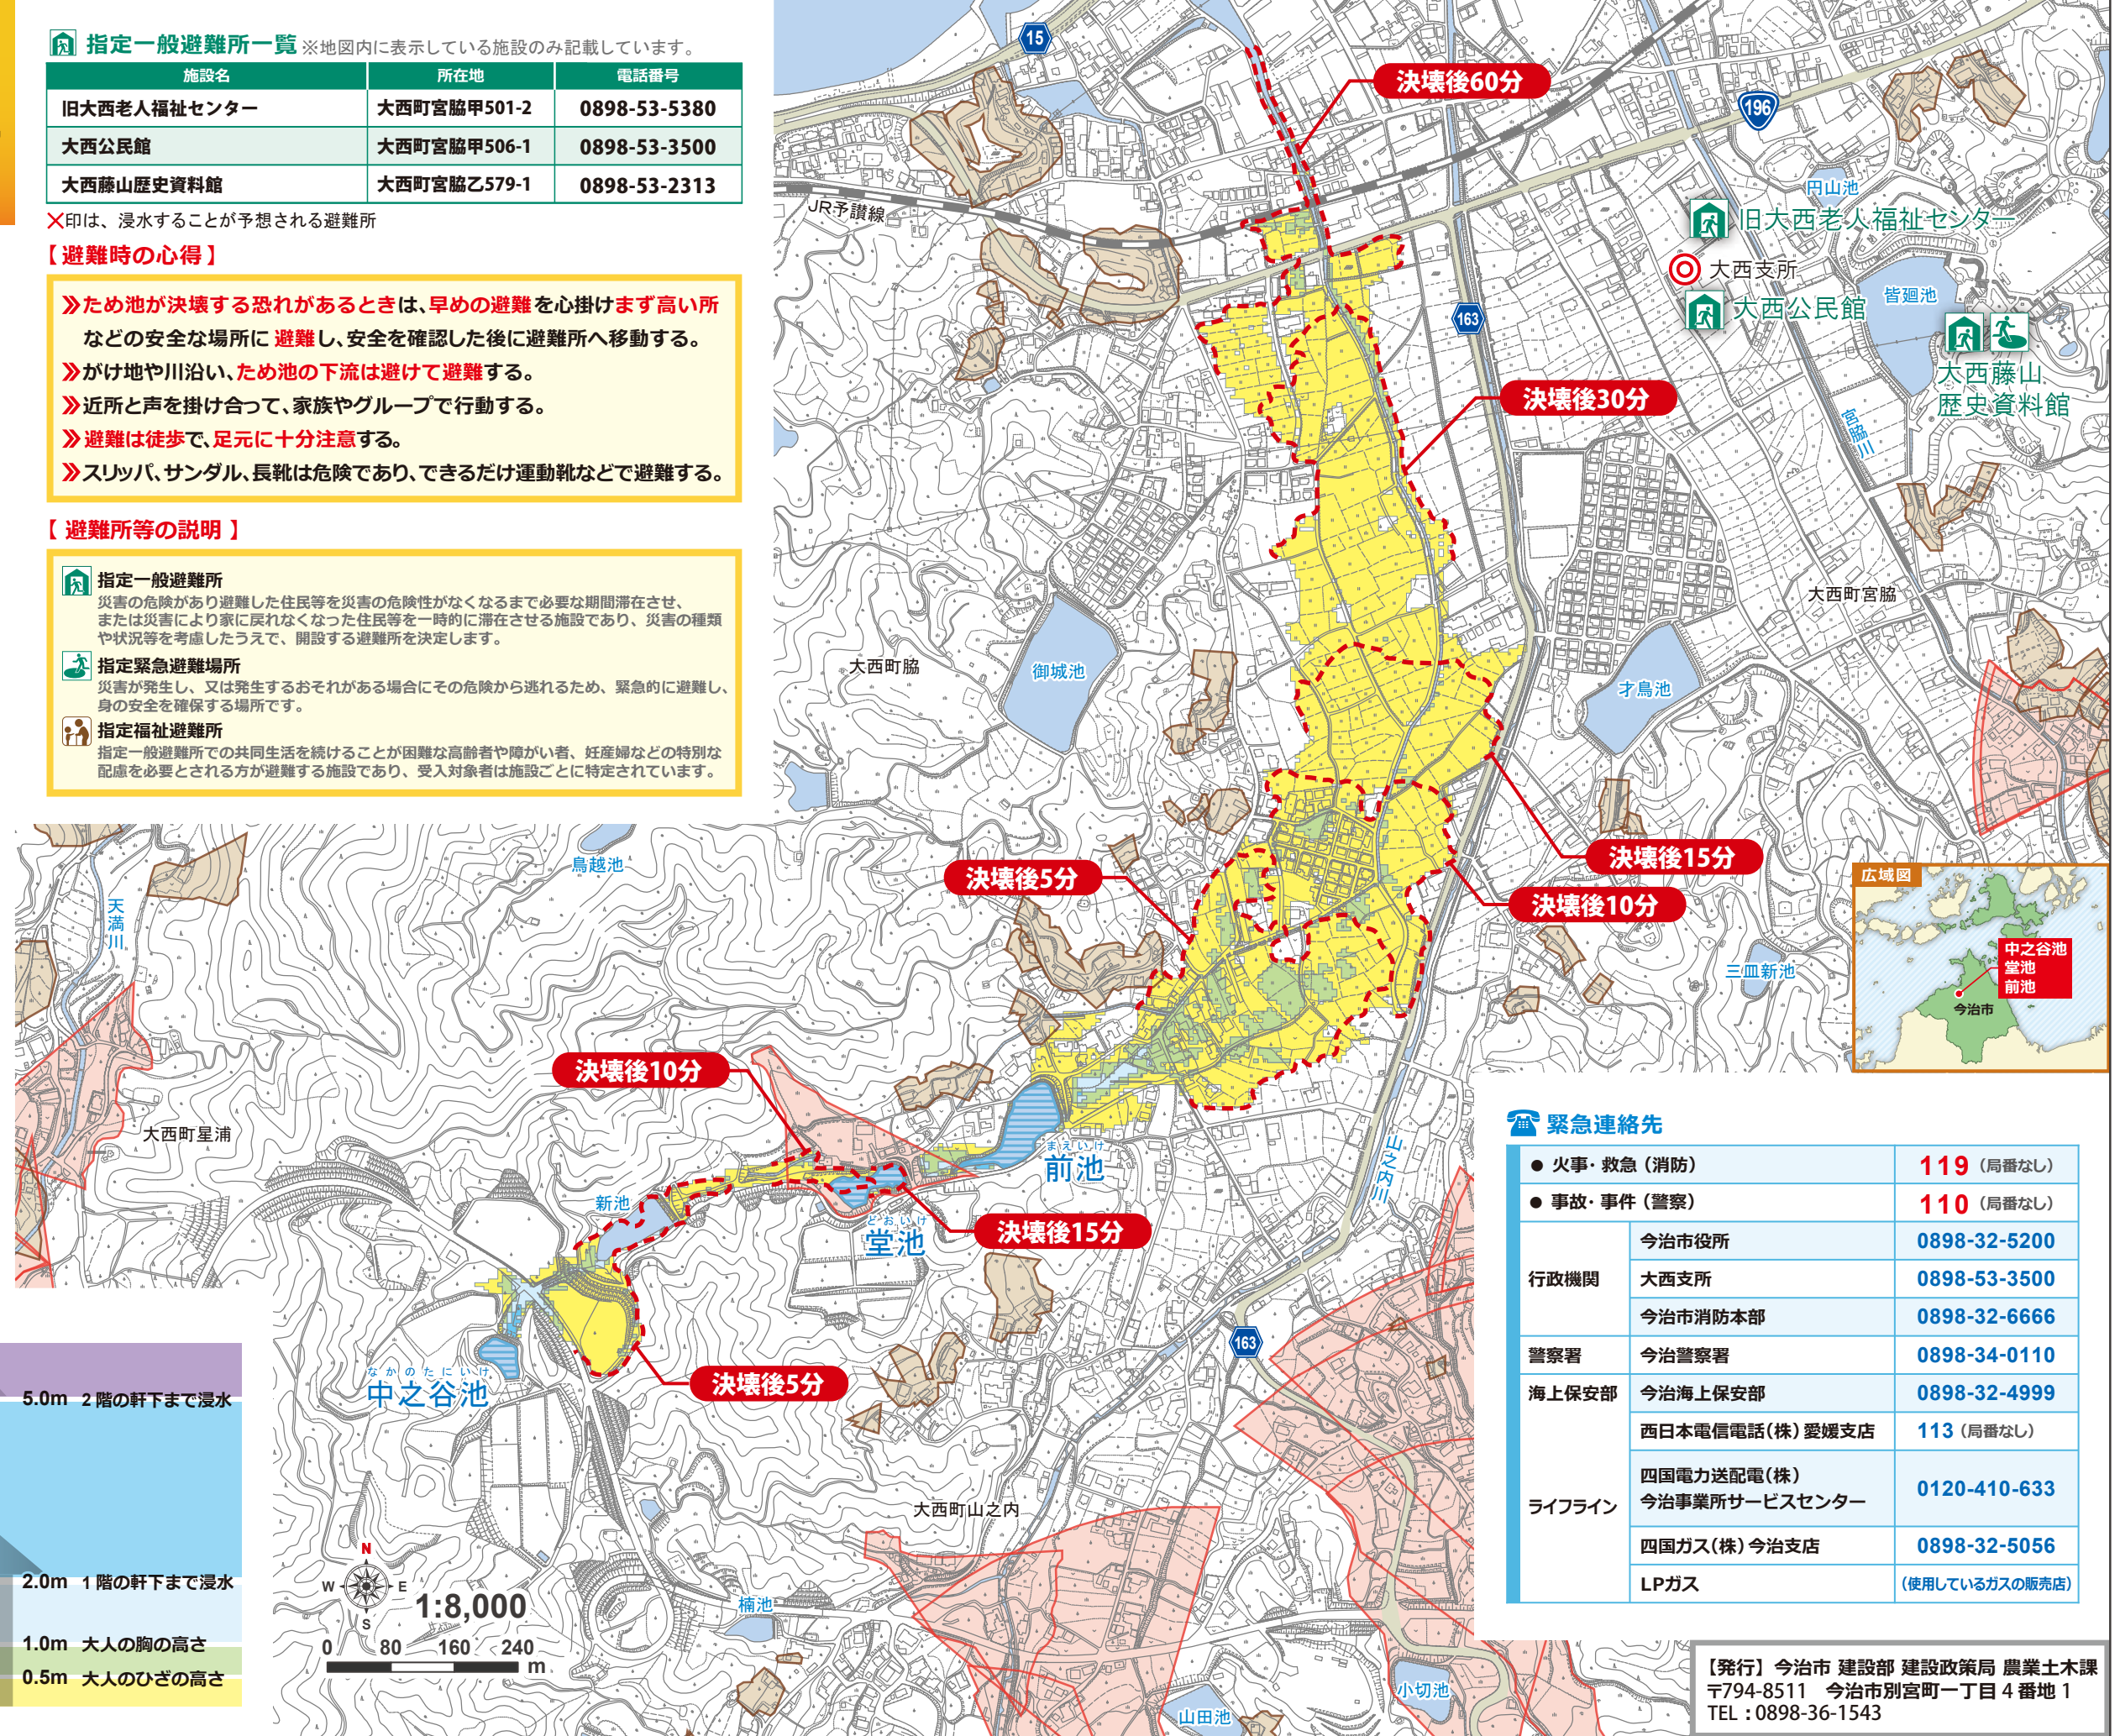 指定一般避難所一覧 ※地図内に表示している施設のみ記載しています。
施設名 所在地 電話番号
旧大西老人福祉センター 大西町宮脇甲501-2 0898-53-5380
大西公民館 大西町宮脇甲506-1 0898-53-3500
大西藤山歴史資料館 大西町宮脇乙579-1 0898-53-2313
×印は、浸水することが予想される避難所
【避難時の心得】
≫ため池が決壊する恐れがあるときは、早めの避難を心掛けまず高い所
などの安全な場所に避難し、安全を確認した後に避難所へ移動する。
≫がけ地や川沿い、ため池の下流は避けて避難する。
≫近所と声を掛け合って、家族やグループで行動する。
≫避難は徒歩で、足元に十分注意する。
≫スリッパ、サンダル、長靴は危険であり、できるだけ運動靴などで避難する。
【避難所等の説明】
指定一般避難所
災害の危険があり避難した住民等を災害の危険性がなくなるまで必要な期間滞在させ、
または災害により家に戻れなくなった住民等を一時的に滞在させる施設であり、災害の種類
や状況等を考慮したうえで、開設する避難所を決定します。
指定緊急避難場所
災害が発生し、又は発生するおそれがある場合にその危険から逃れるため、緊急的に避難し、
身の安全を確保する場所です。
指定福祉避難所
指定一般避難所での共同生活を続けることが困難な高齢者や障がい者、妊産婦などの特別な
配慮を必要とされる方が避難する施設であり、受入対象者は施設ごとに特定されています。
15
決壊後60分
196
JR予讃線
円山池
旧大西老人福祉センター
大西支所
大西公民館
皆廻池
163
大西藤山
歴史資料館
宮脇川
決壊後30分
大西町宮脇
大西町脇
御城池
才鳥池
決壊後15分
決壊後10分
決壊後5分
鳥越池
天満川
三皿新池
広域図
中之谷池
堂池
前池
今治市
決壊後10分
大西町星浦
まえいけ
前池
山之内川
新池
どおいけ
堂池
決壊後15分
163
なかのたにいけ
中之谷池
決壊後5分
大西町山之内
楠池
山田池
小切池
5.0m 2階の軒下まで浸水
2.0m 1階の軒下まで浸水
1.0m 大人の胸の高さ
0.5m 大人のひざの高さ
N
W E
S
1:8,000
0 80 160 240
m
緊急連絡先
● 火事・救急(消防) 119 (局番なし)
● 事故・事件(警察) 110 (局番なし)
行政機関
今治市役所 0898-32-5200
大西支所 0898-53-3500
今治市消防本部 0898-32-6666
警察署 今治警察署 0898-34-0110
海上保安部 今治海上保安部 0898-32-4999
ライフライン
西日本電信電話(株)愛媛支店 113 (局番なし)
四国電力送配電(株)
今治事業所サービスセンター 0120-410-633
四国ガス(株)今治支店 0898-32-5056
LPガス (使用しているガスの販売店)
【発行】今治市 建設部 建設政策局 農業土木課
〒794-8511 今治市別宮町一丁目4番地1
TEL:0898-36-1543